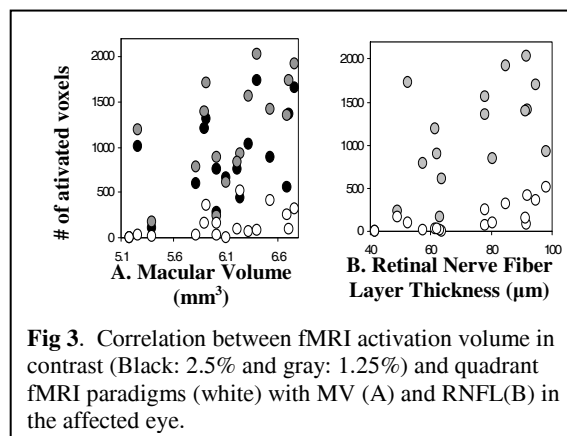 # of ativated voxels
2000
1500
1000
500
0
5.1 5.6 6.1 6.6
A. Macular Volume
(mm³)
2000
1500
1000
500
0
40 60 80 100
B. Retinal Nerve Fiber
Layer Thickness (µm)
Fig 3. Correlation between fMRI activation volume in
contrast (Black: 2.5% and gray: 1.25%) and quadrant
fMRI paradigms (white) with MV (A) and RNFL(B) in
the affected eye.